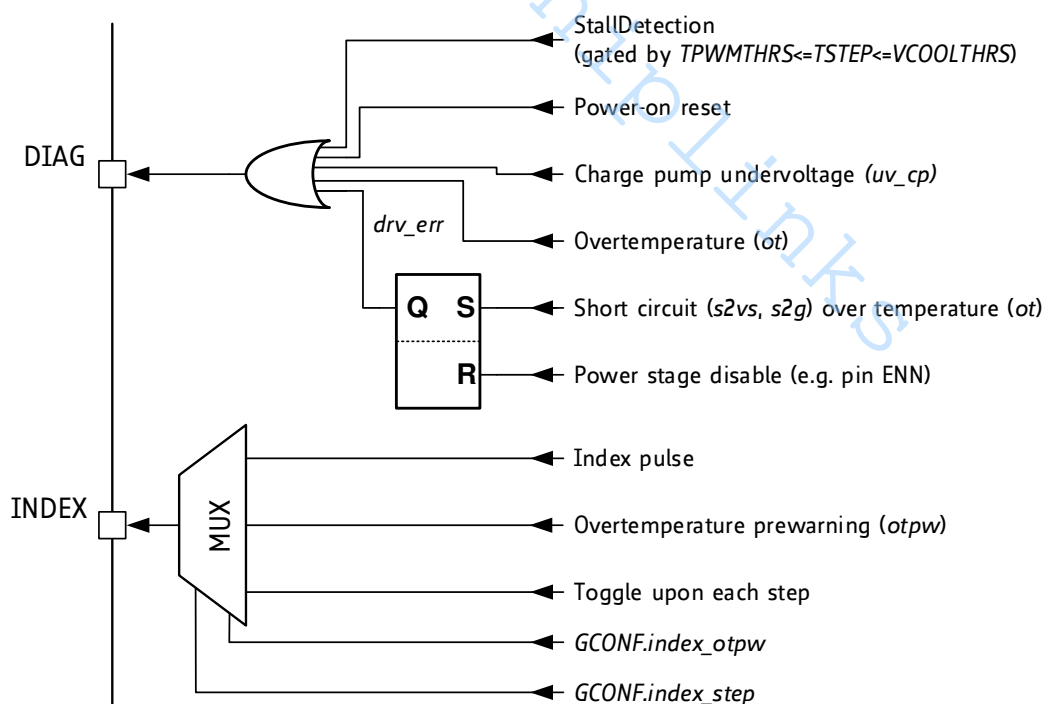 StallDetection
(gated by TPWMTHRS<=TSTEP<=VCOOLTHRS)
Power-on reset
DIAG
Charge pump undervoltage (uv_cp)
drv_err
Overtemperature (ot)
Q S
Short circuit (s2vs, s2g) over temperature (ot)
R
Power stage disable (e.g. pin ENN)
Index pulse
INDEX
MUX
Overtemperature prewarning (otpw)
Toggle upon each step
GCONF.index_otpw
GCONF.index_step